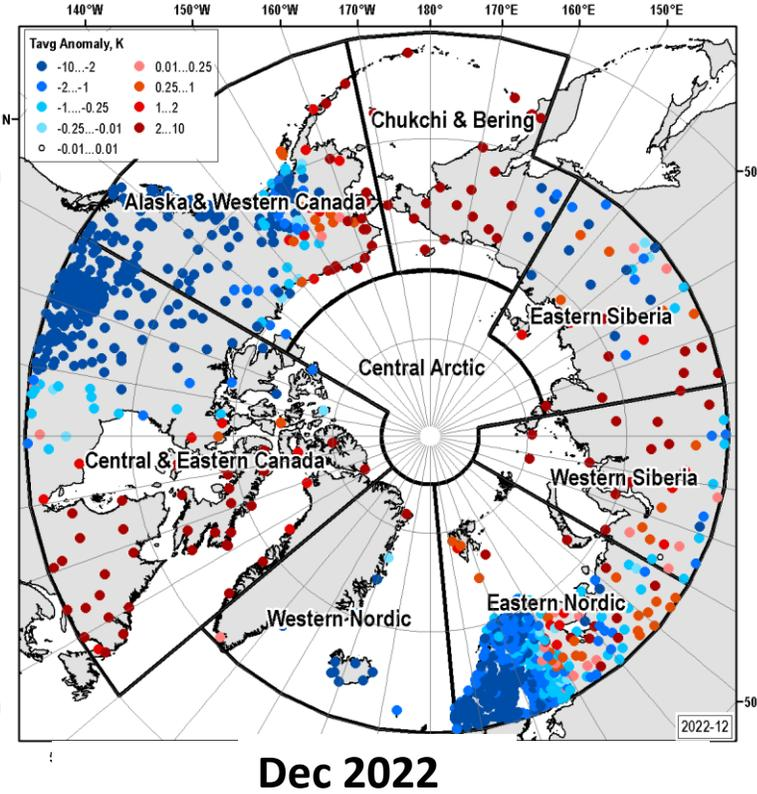 140°W 150°W 160°W 170°W 180° 170°E 160°E 150°E
Tavg Anomaly, K
-10...-2 0.01...0.25
-2...-1 0.25...1
-1....-0.25 1...2
-0.25...-0.01 2...10
-0.01...0.01
N
Chukchi & Bering
50
Alaska & Western Canada
Eastern Siberia
Central Arctic
Central & Eastern Canada
Western Siberia
Eastern Nordic
Western Nordic
50
2022-12
Dec 2022